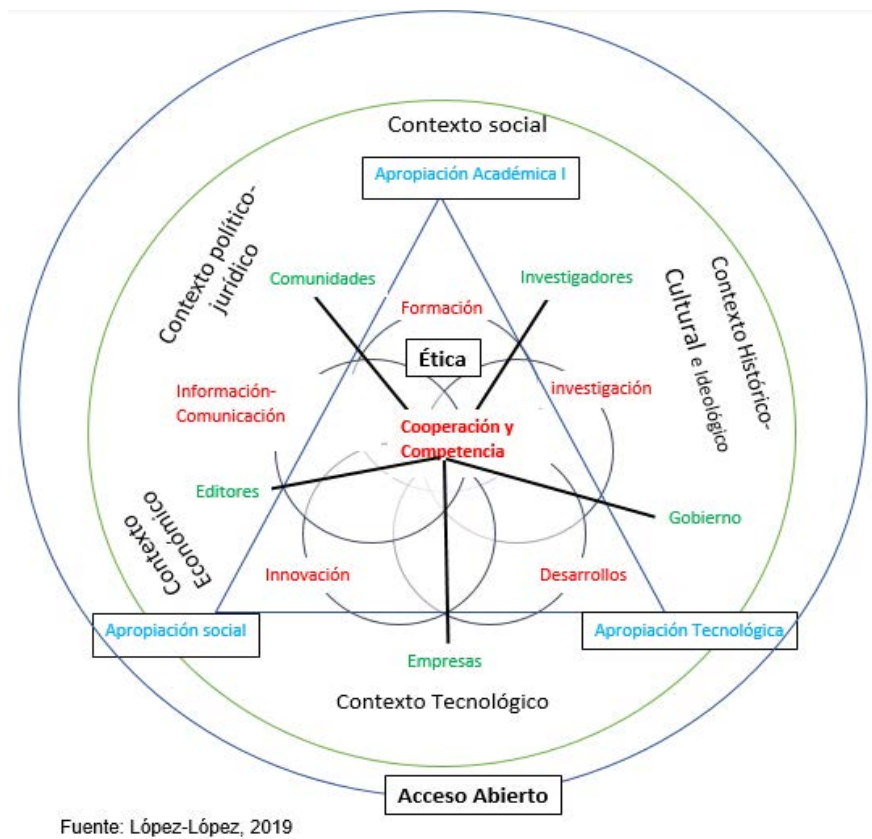 Contexto social
Apropiación Académica I
Contexto político-
jurídico
Contexto Histórico-
Cultural e Ideológico
Comunidades
Investigadores
Formación
Ética
Información-
Comunicación
investigación
Cooperación y
Competencia
Editores
Gobierno
Contexto
Económico
Innovación
Desarrollos
Apropiación social
Apropiación Tecnológica
Empresas
Contexto Tecnológico
Acceso Abierto
Fuente: López-López, 2019